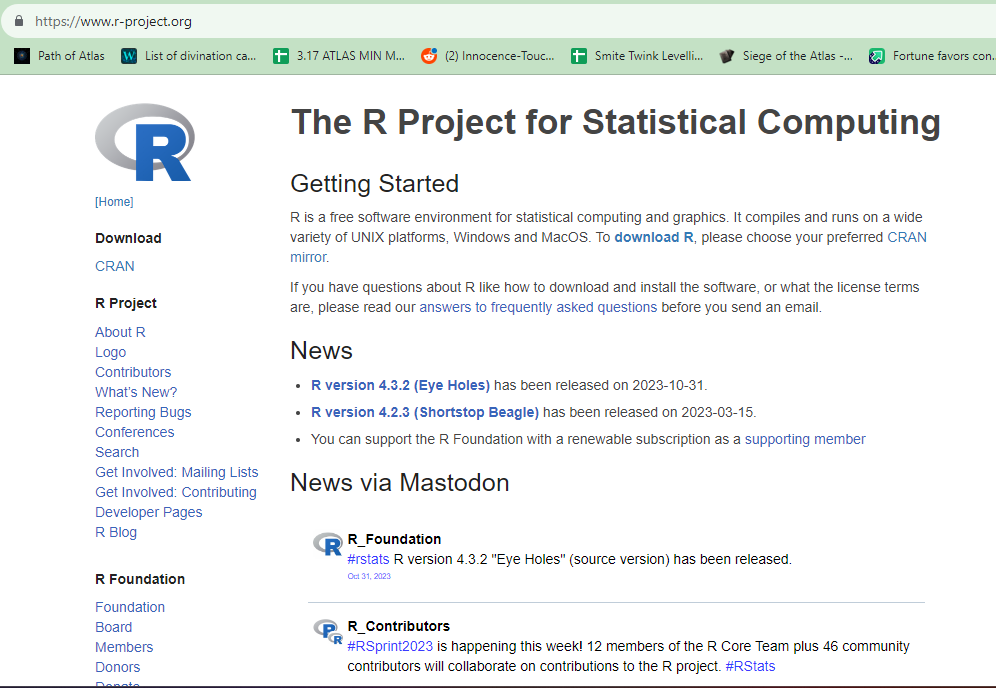 https://www.r-project.org
Path of Atlas
List of divination ca...
3.17 ATLAS MIN M...
(2) Innocence-Touc...
Smite Twink Levelli...
Siege of the Atlas -...
Fortune favors con...
R
[Home]
Download
CRAN
R Project
About R
Logo
Contributors
What's New?
Reporting Bugs
Conferences
Search
Get Involved: Mailing Lists
Get Involved: Contributing
Developer Pages
R Blog
R Foundation
Foundation
Board
Members
Donors
Donate
The R Project for Statistical Computing
Getting Started
R is a free software environment for statistical computing and graphics. It compiles and runs on a wide
variety of UNIX platforms, Windows and MacOS. To download R, please choose your preferred CRAN
mirror.
If you have questions about R like how to download and install the software, or what the license terms
are, please read our answers to frequently asked questions before you send an email.
News
• R version 4.3.2 (Eye Holes) has been released on 2023-10-31.
• R version 4.2.3 (Shortstop Beagle) has been released on 2023-03-15.
• You can support the R Foundation with a renewable subscription as a supporting member
News via Mastodon
R_Foundation
#rstats R version 4.3.2 "Eye Holes" (source version) has been released.
Oct 31, 2023
R_Contributors
#RSprint2023 is happening this week! 12 members of the R Core Team plus 46 community
contributors will collaborate on contributions to the R project. #RStats